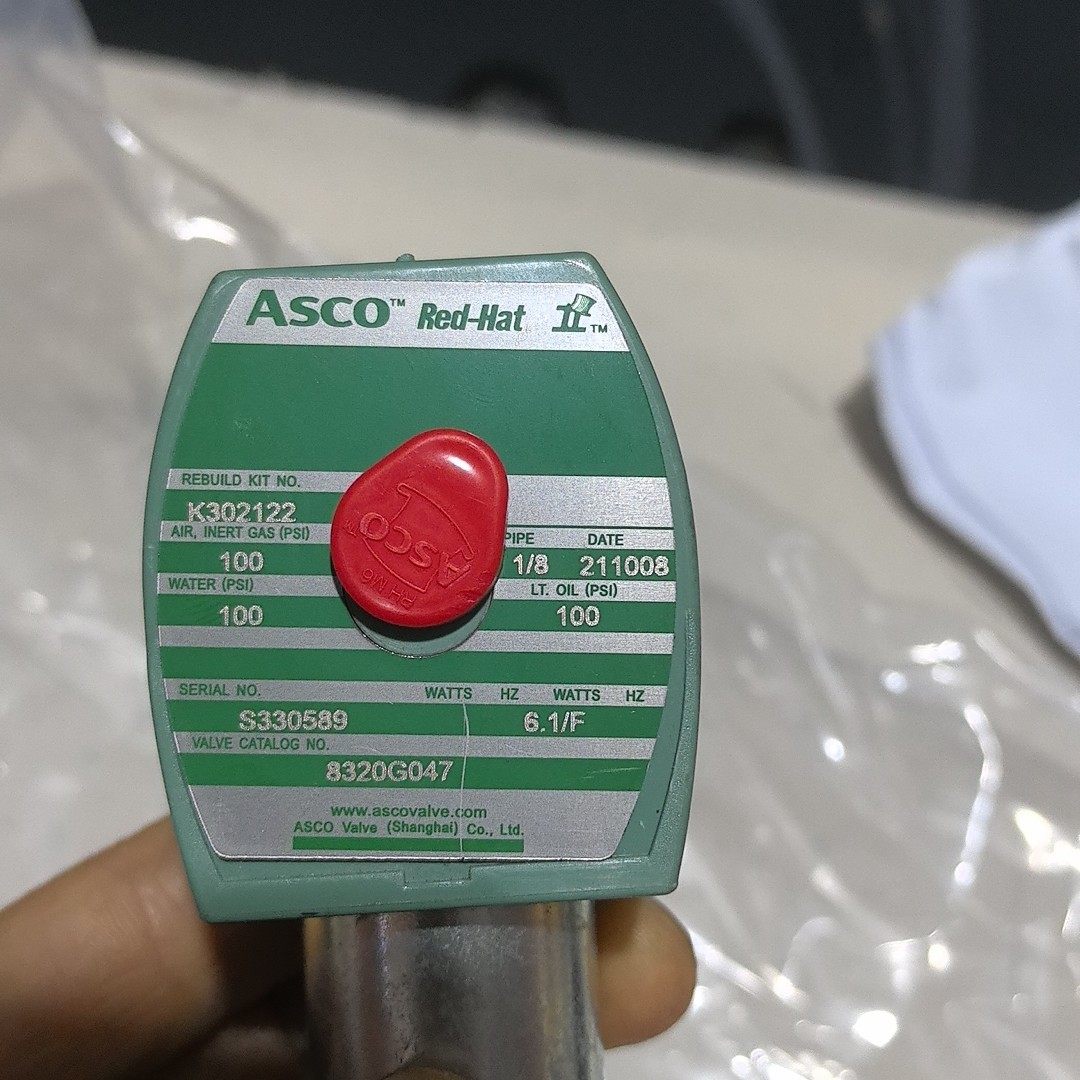 ASCO™ Red-Hat II™
REBUILD KIT NO.
K302122
AIR, INERT GAS (PSI) PIPE DATE
100 1/8 211008
WATER (PSI) LT. OIL (PSI)
100 100
ASCO
SERIAL NO. WATTS HZ WATTS HZ
S330589 6.1/F
VALVE CATALOG NO.
8320G047
www.ascovalve.com
ASCO Valve (Shanghai) Co., Ltd.